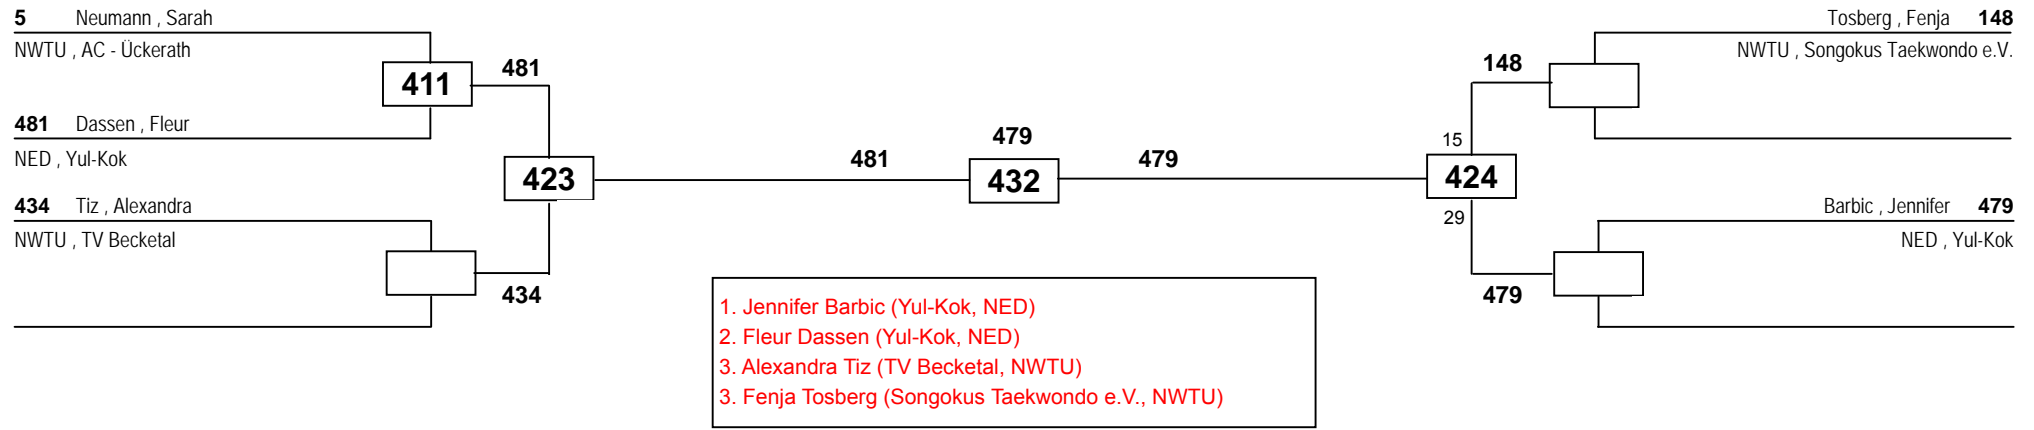 5 Neumann , Sarah
NWTU , AC - Ückerath
411
481
481 Dassen , Fleur
NED , Yul-Kok
423
434 Tiz , Alexandra
NWTU , TV Becketal
434
481
479
432
479
Tosberg , Fenja 148
NWTU , Songokus Taekwondo e.V.
148
15
424
29
Barbic , Jennifer 479
NED , Yul-Kok
479
1. Jennifer Barbic (Yul-Kok, NED)
2. Fleur Dassen (Yul-Kok, NED)
3. Alexandra Tiz (TV Becketal, NWTU)
3. Fenja Tosberg (Songokus Taekwondo e.V., NWTU)